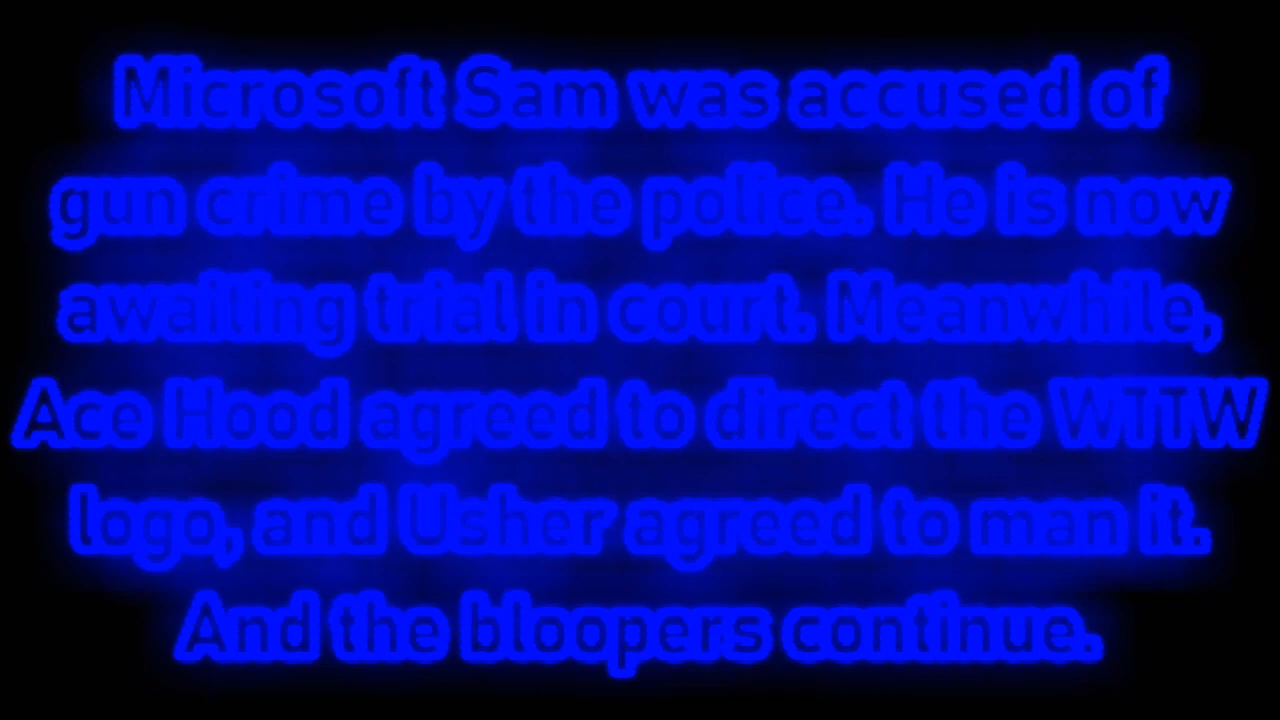 Microsoft Sam was accused of
gun crime by the police. He is now
awaiting trial in court. Meanwhile,
Ace Hood agreed to direct the WTTW
logo, and Usher agreed to man it.
And the bloopers continue.